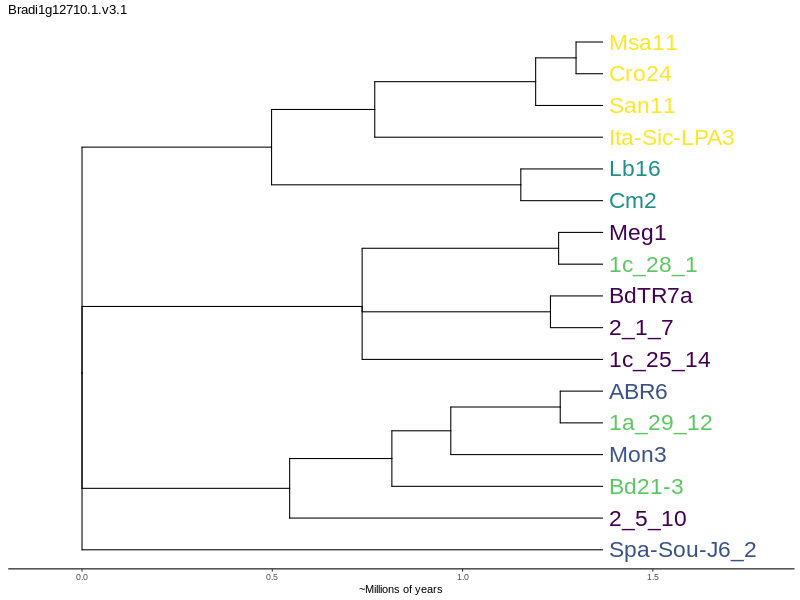 Bradi1g12710.1.v3.1
Msa11
Cro24
San11
Ita-Sic-LPA3
Lb16
Cm2
Meg1
1c_28_1
BdTR7a
2_1_7
1c_25_14
ABR6
1a_29_12
Mon3
Bd21-3
2_5_10
Spa-Sou-J6_2
0.0 0.5 1.0 1.5
~Millions of years